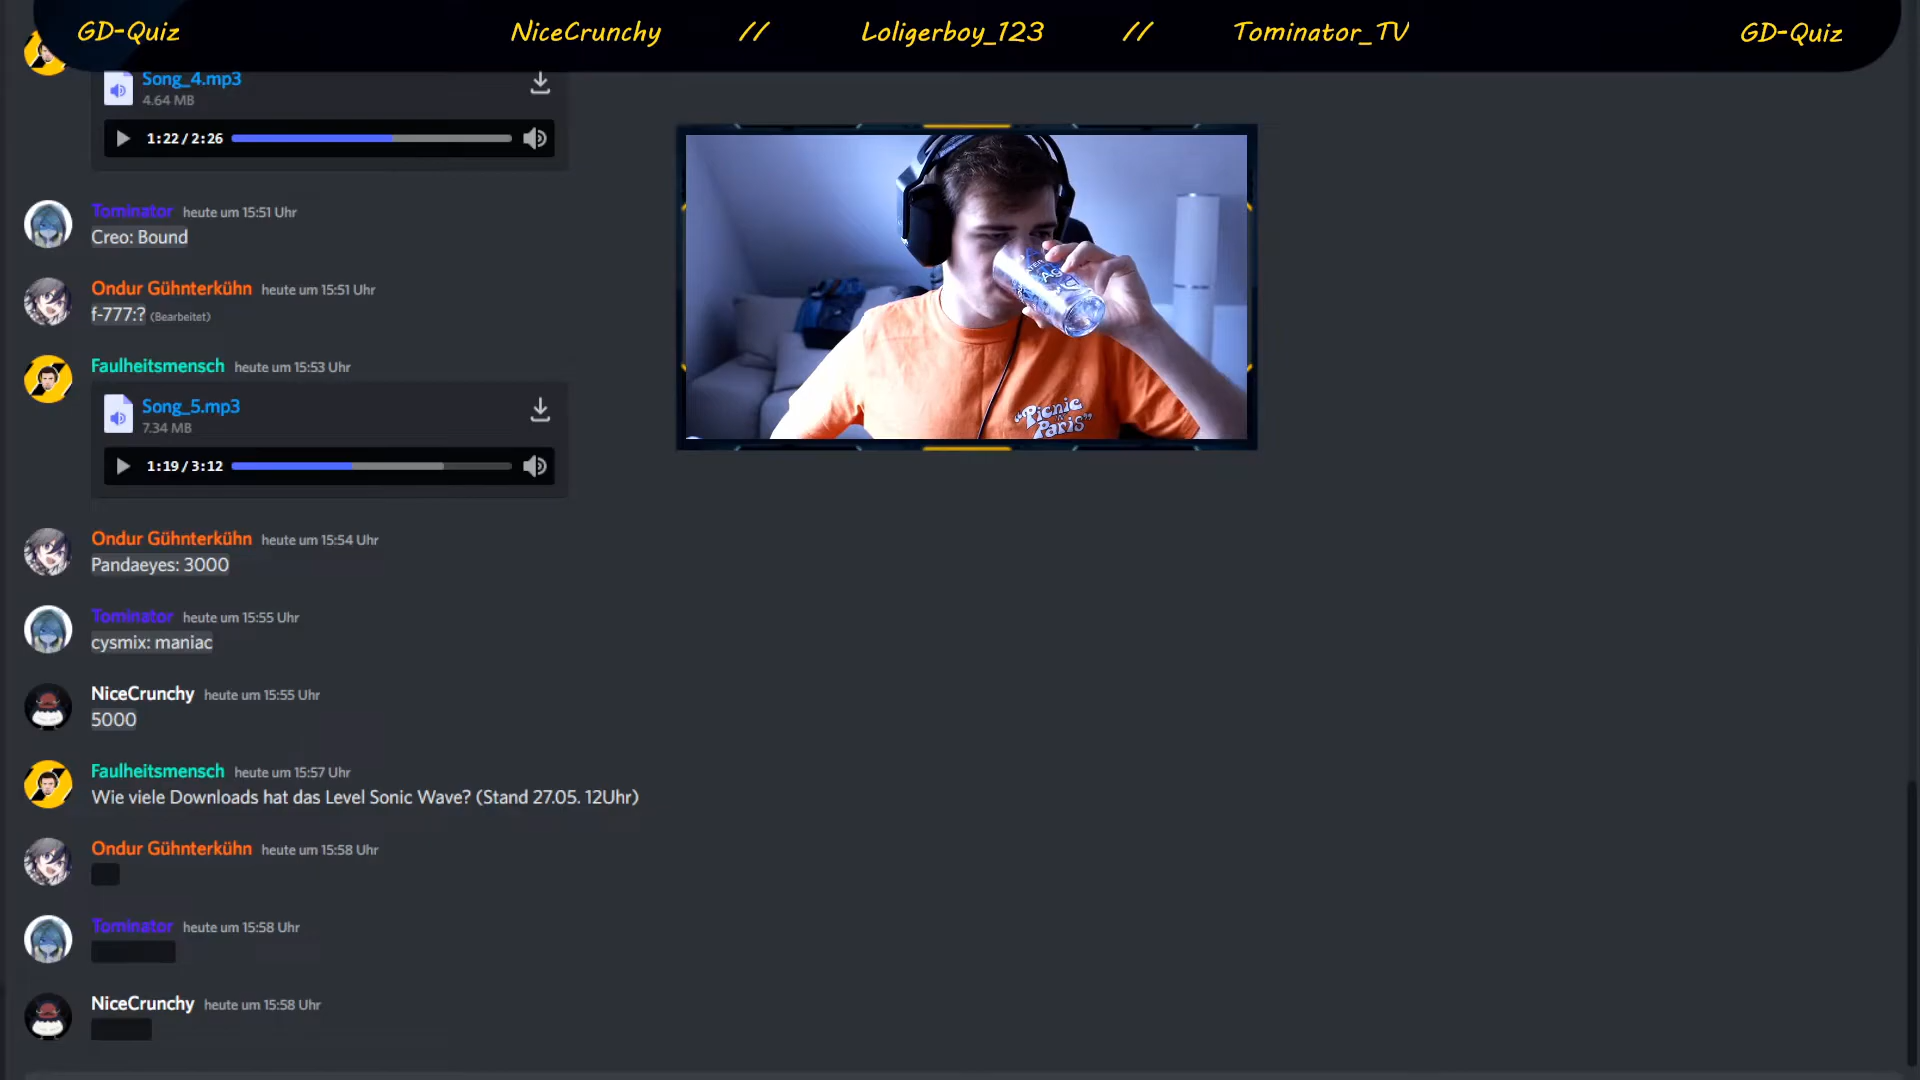 GD-Quiz NiceCrunchy // Loligerboy_123 // Tominator_TV GD-Quiz
Song_4.mp3
4.64 MB
1:22 / 2:26
Tominator heute um 15:51 Uhr
Creo: Bound
Ondur Gühnterkühn heute um 15:51 Uhr
f-777:? (Bearbeitet)
Faulheitsmensch heute um 15:53 Uhr
Song_5.mp3
7.34 MB
1:19 / 3:12
Ondur Gühnterkühn heute um 15:54 Uhr
Pandaeyes: 3000
Tominator heute um 15:55 Uhr
cysmix: maniac
NiceCrunchy heute um 15:55 Uhr
5000
Faulheitsmensch heute um 15:57 Uhr
Wie viele Downloads hat das Level Sonic Wave? (Stand 27.05. 12Uhr)
Ondur Gühnterkühn heute um 15:58 Uhr
Tominator heute um 15:58 Uhr
NiceCrunchy heute um 15:58 Uhr
"Picnic
Paris"